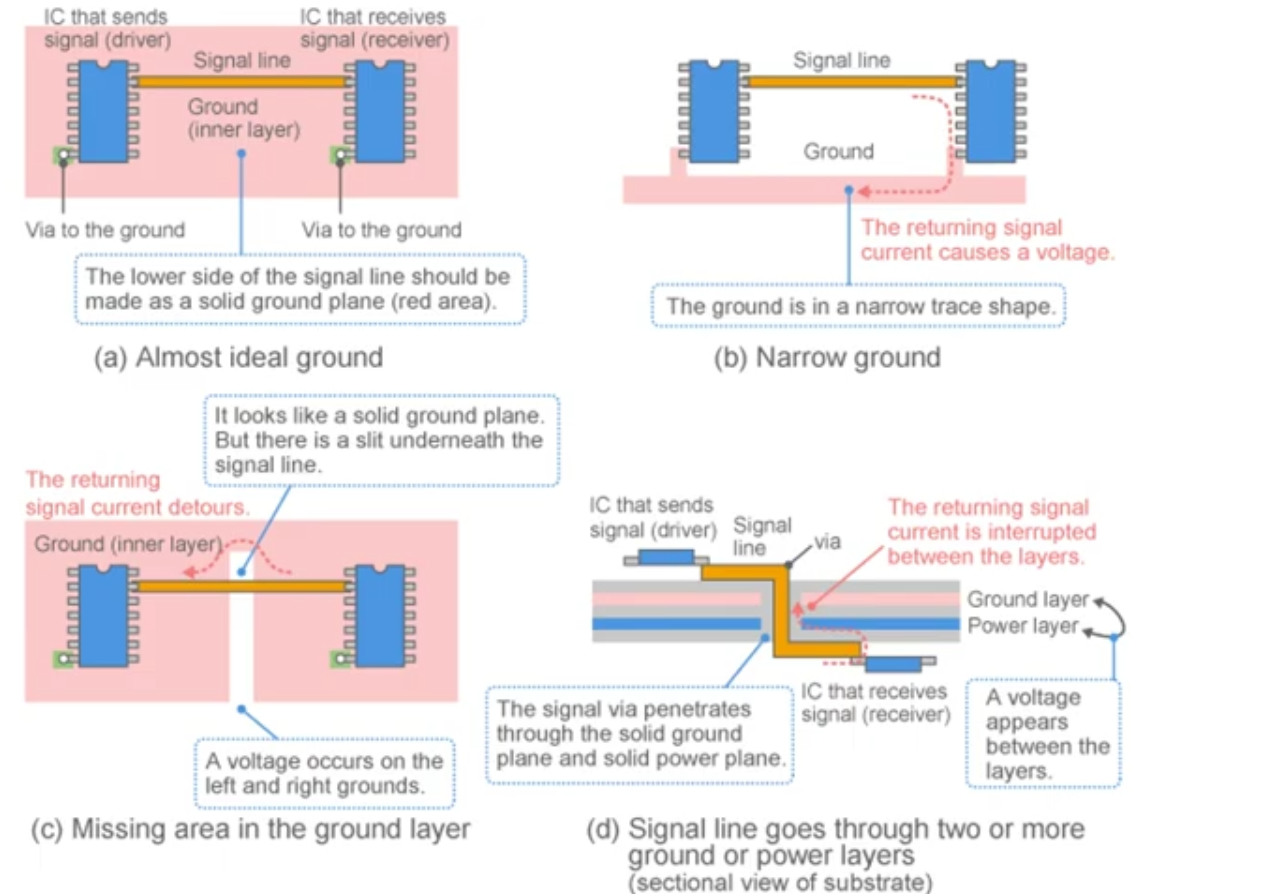 IC that sends
signal (driver)
IC that receives
signal (receiver)
Signal line
Ground
(inner layer)
Via to the ground
Via to the ground
The lower side of the signal line should be
made as a solid ground plane (red area).
(a) Almost ideal ground
Signal line
Ground
The returning signal
current causes a voltage.
The ground is in a narrow trace shape.
(b) Narrow ground
It looks like a solid ground plane.
But there is a slit underneath the
signal line.
The returning
signal current detours.
Ground (inner layer)
A voltage occurs on the
left and right grounds.
(c) Missing area in the ground layer
IC that sends
signal (driver)
Signal
line
via
The returning signal
current is interrupted
between the layers.
Ground layer
Power layer
IC that receives
signal (receiver)
The signal via penetrates
through the solid ground
plane and solid power plane.
A voltage
appears
between the
layers.
(d) Signal line goes through two or more
ground or power layers
(sectional view of substrate)